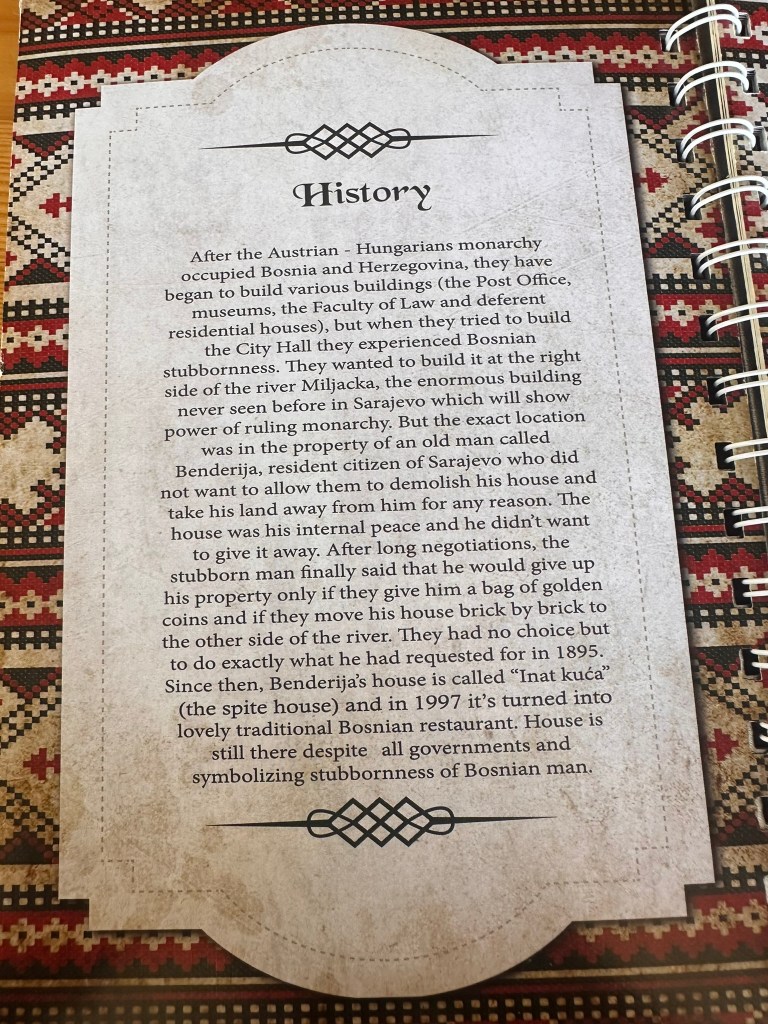 History
After the Austrian - Hungarians monarchy
occupied Bosnia and Herzegovina, they have
began to build various buildings (the Post Office,
museums, the Faculty of Law and deferent
residential houses), but when they tried to build
the City Hall they experienced Bosnian
stubbornness. They wanted to build it at the right
side of the river Miljacka, the enormous building
never seen before in Sarajevo which will show
power of ruling monarchy. But the exact location
was in the property of an old man called
Benderija, resident citizen of Sarajevo who did
not want to allow them to demolish his house and
take his land away from him for any reason. The
house was his internal peace and he didn't want
to give it away. After long negotiations, the
stubborn man finally said that he would give up
his property only if they give him a bag of golden
coins and if they move his house brick by brick to
the other side of the river. They had no choice but
to do exactly what he had requested for in 1895.
Since then, Benderija's house is called “Inat kuća”
(the spite house) and in 1997 it's turned into
lovely traditional Bosnian restaurant. House is
still there despite all governments and
symbolizing stubbornness of Bosnian man.